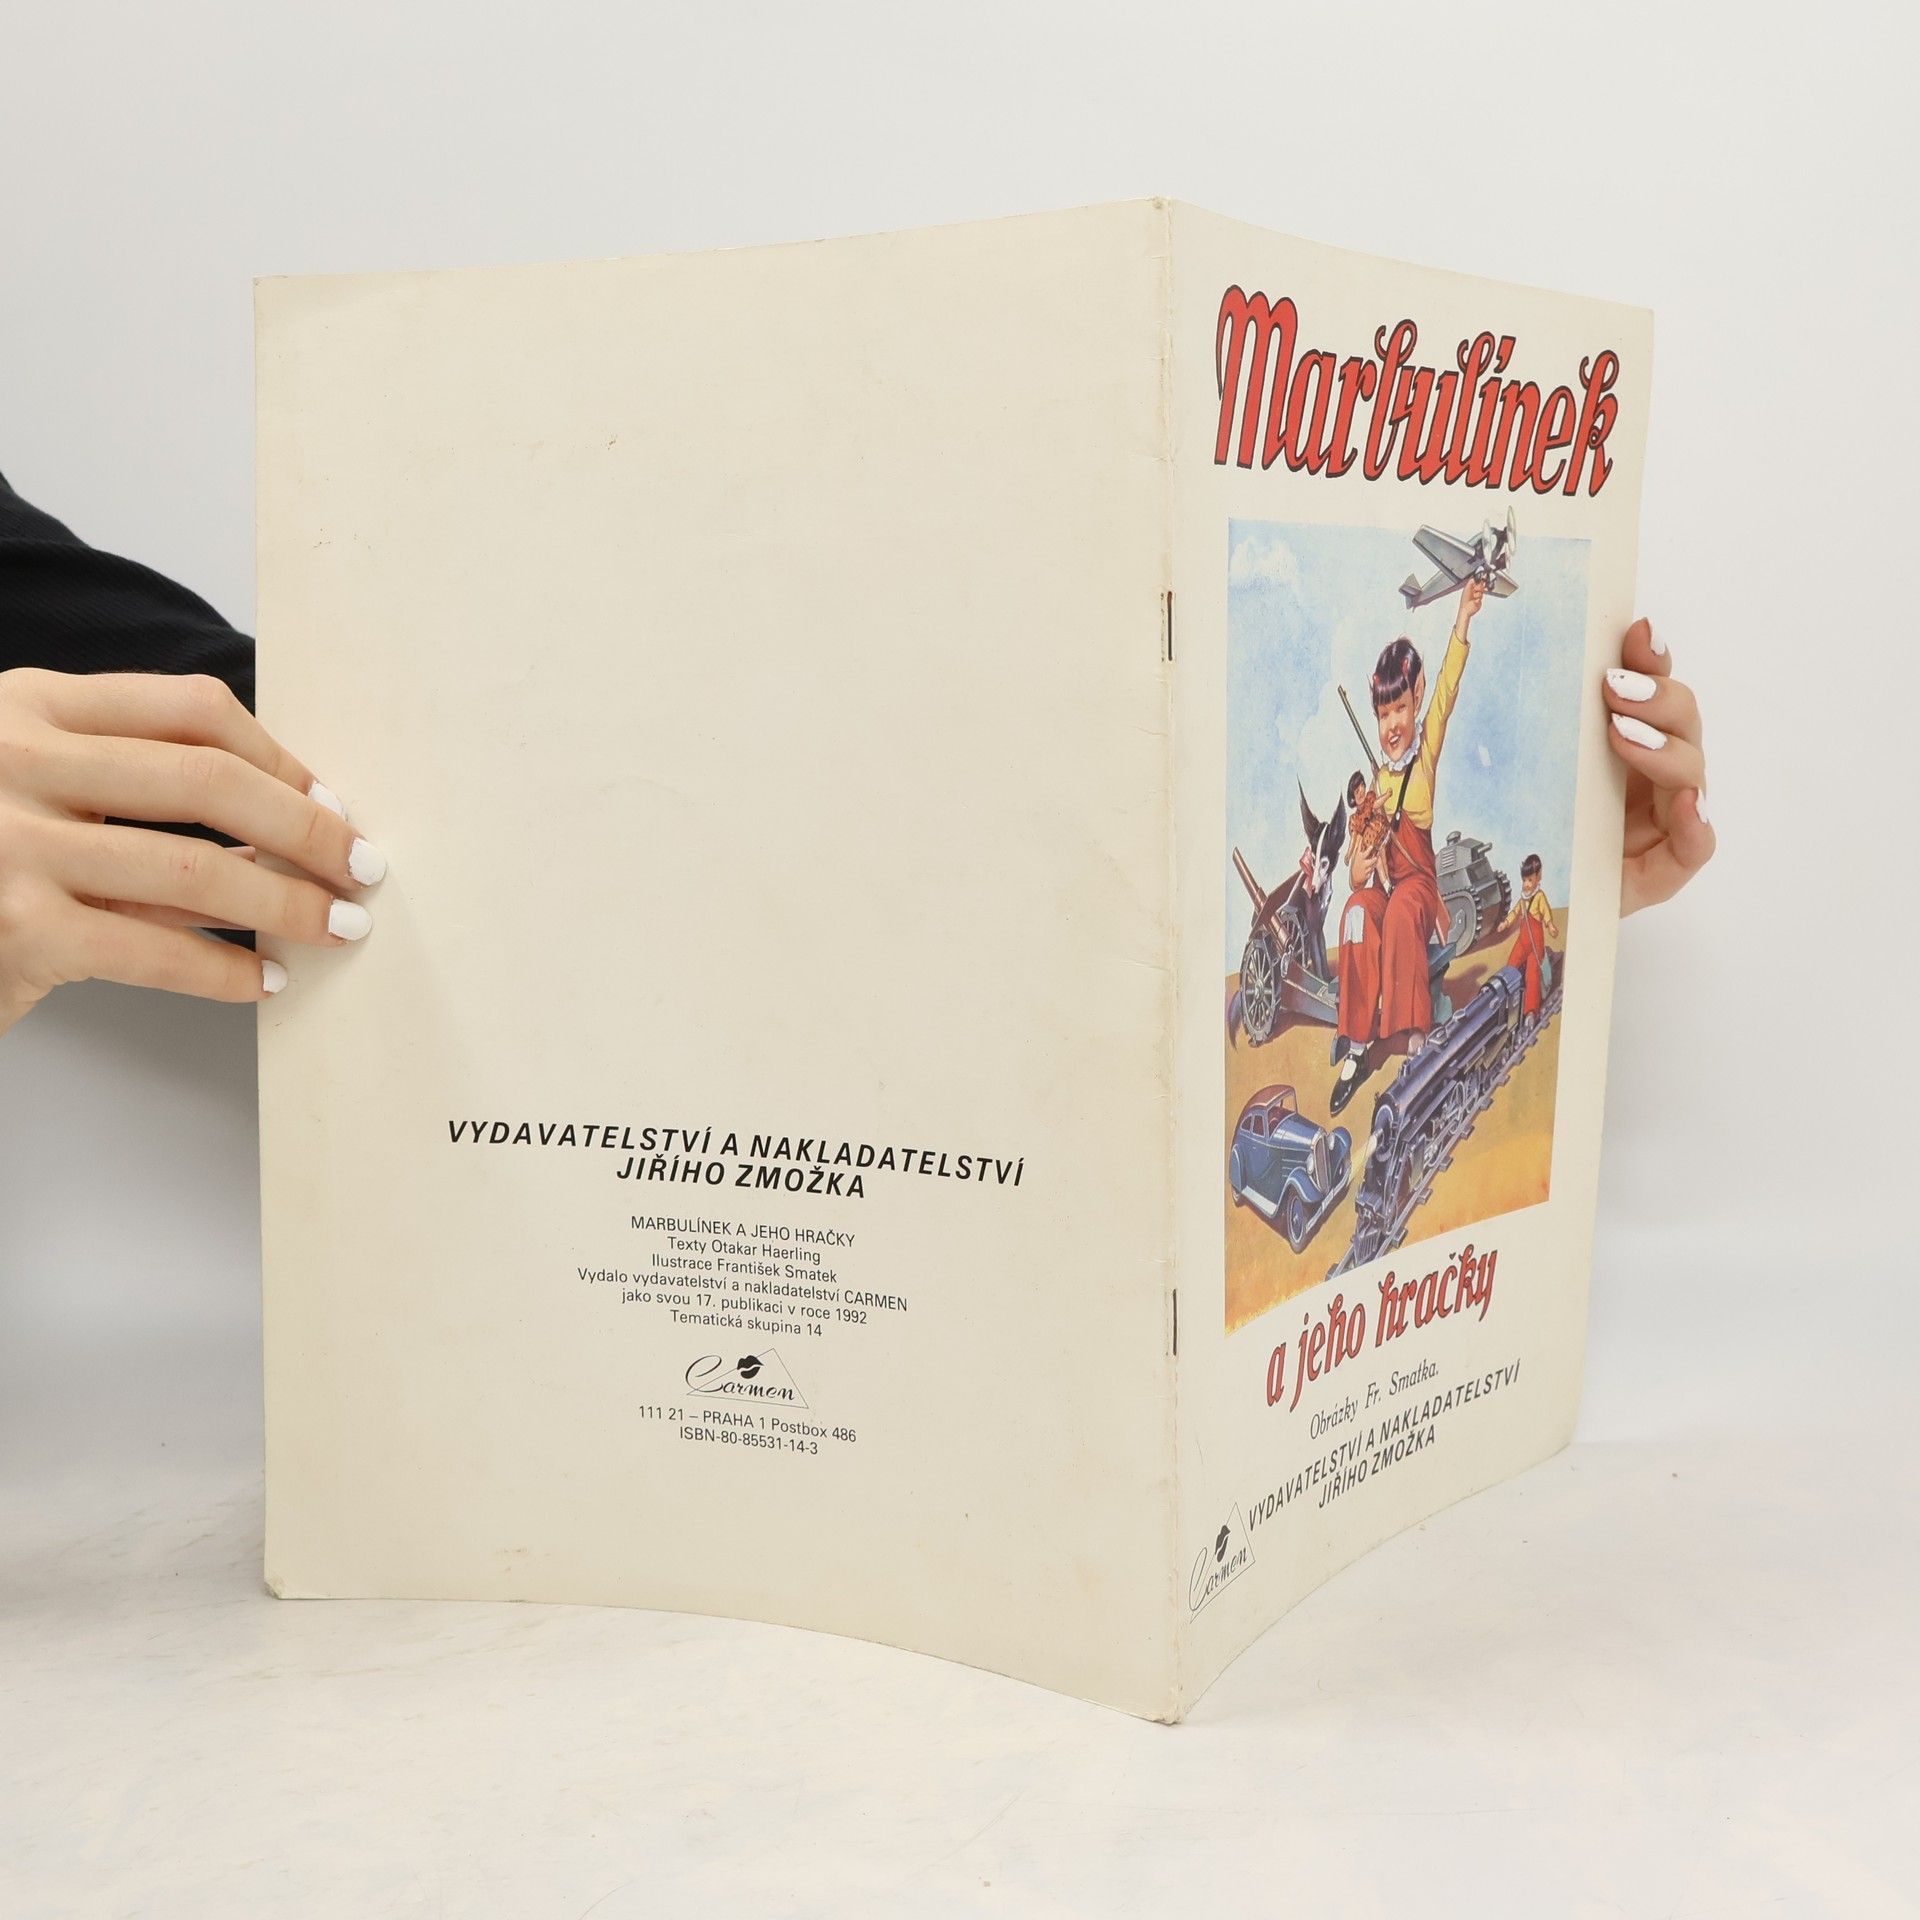 VYDAVATELSTVÍ A NAKLADATELSTVÍ
JIŘÍHO ZMOŽKA
MARBULÍNEK A JEHO HRAČKY
Texty Otakar Haerling
Ilustrace František Smatek
Vydalo vydavatelství a nakladatelství CARMEN
jako svou 17. publikaci v roce 1992
Tematická skupina 14
Carmen
111 21 – PRAHA 1 Postbox 486
ISBN-80-85531-14-3
Marbulínek
a jeho hračky
Obrázky Fr. Smatka.
VYDAVATELSTVÍ A NAKLADATELSTVÍ
JIŘÍHO ZMOŽKA
Carmen